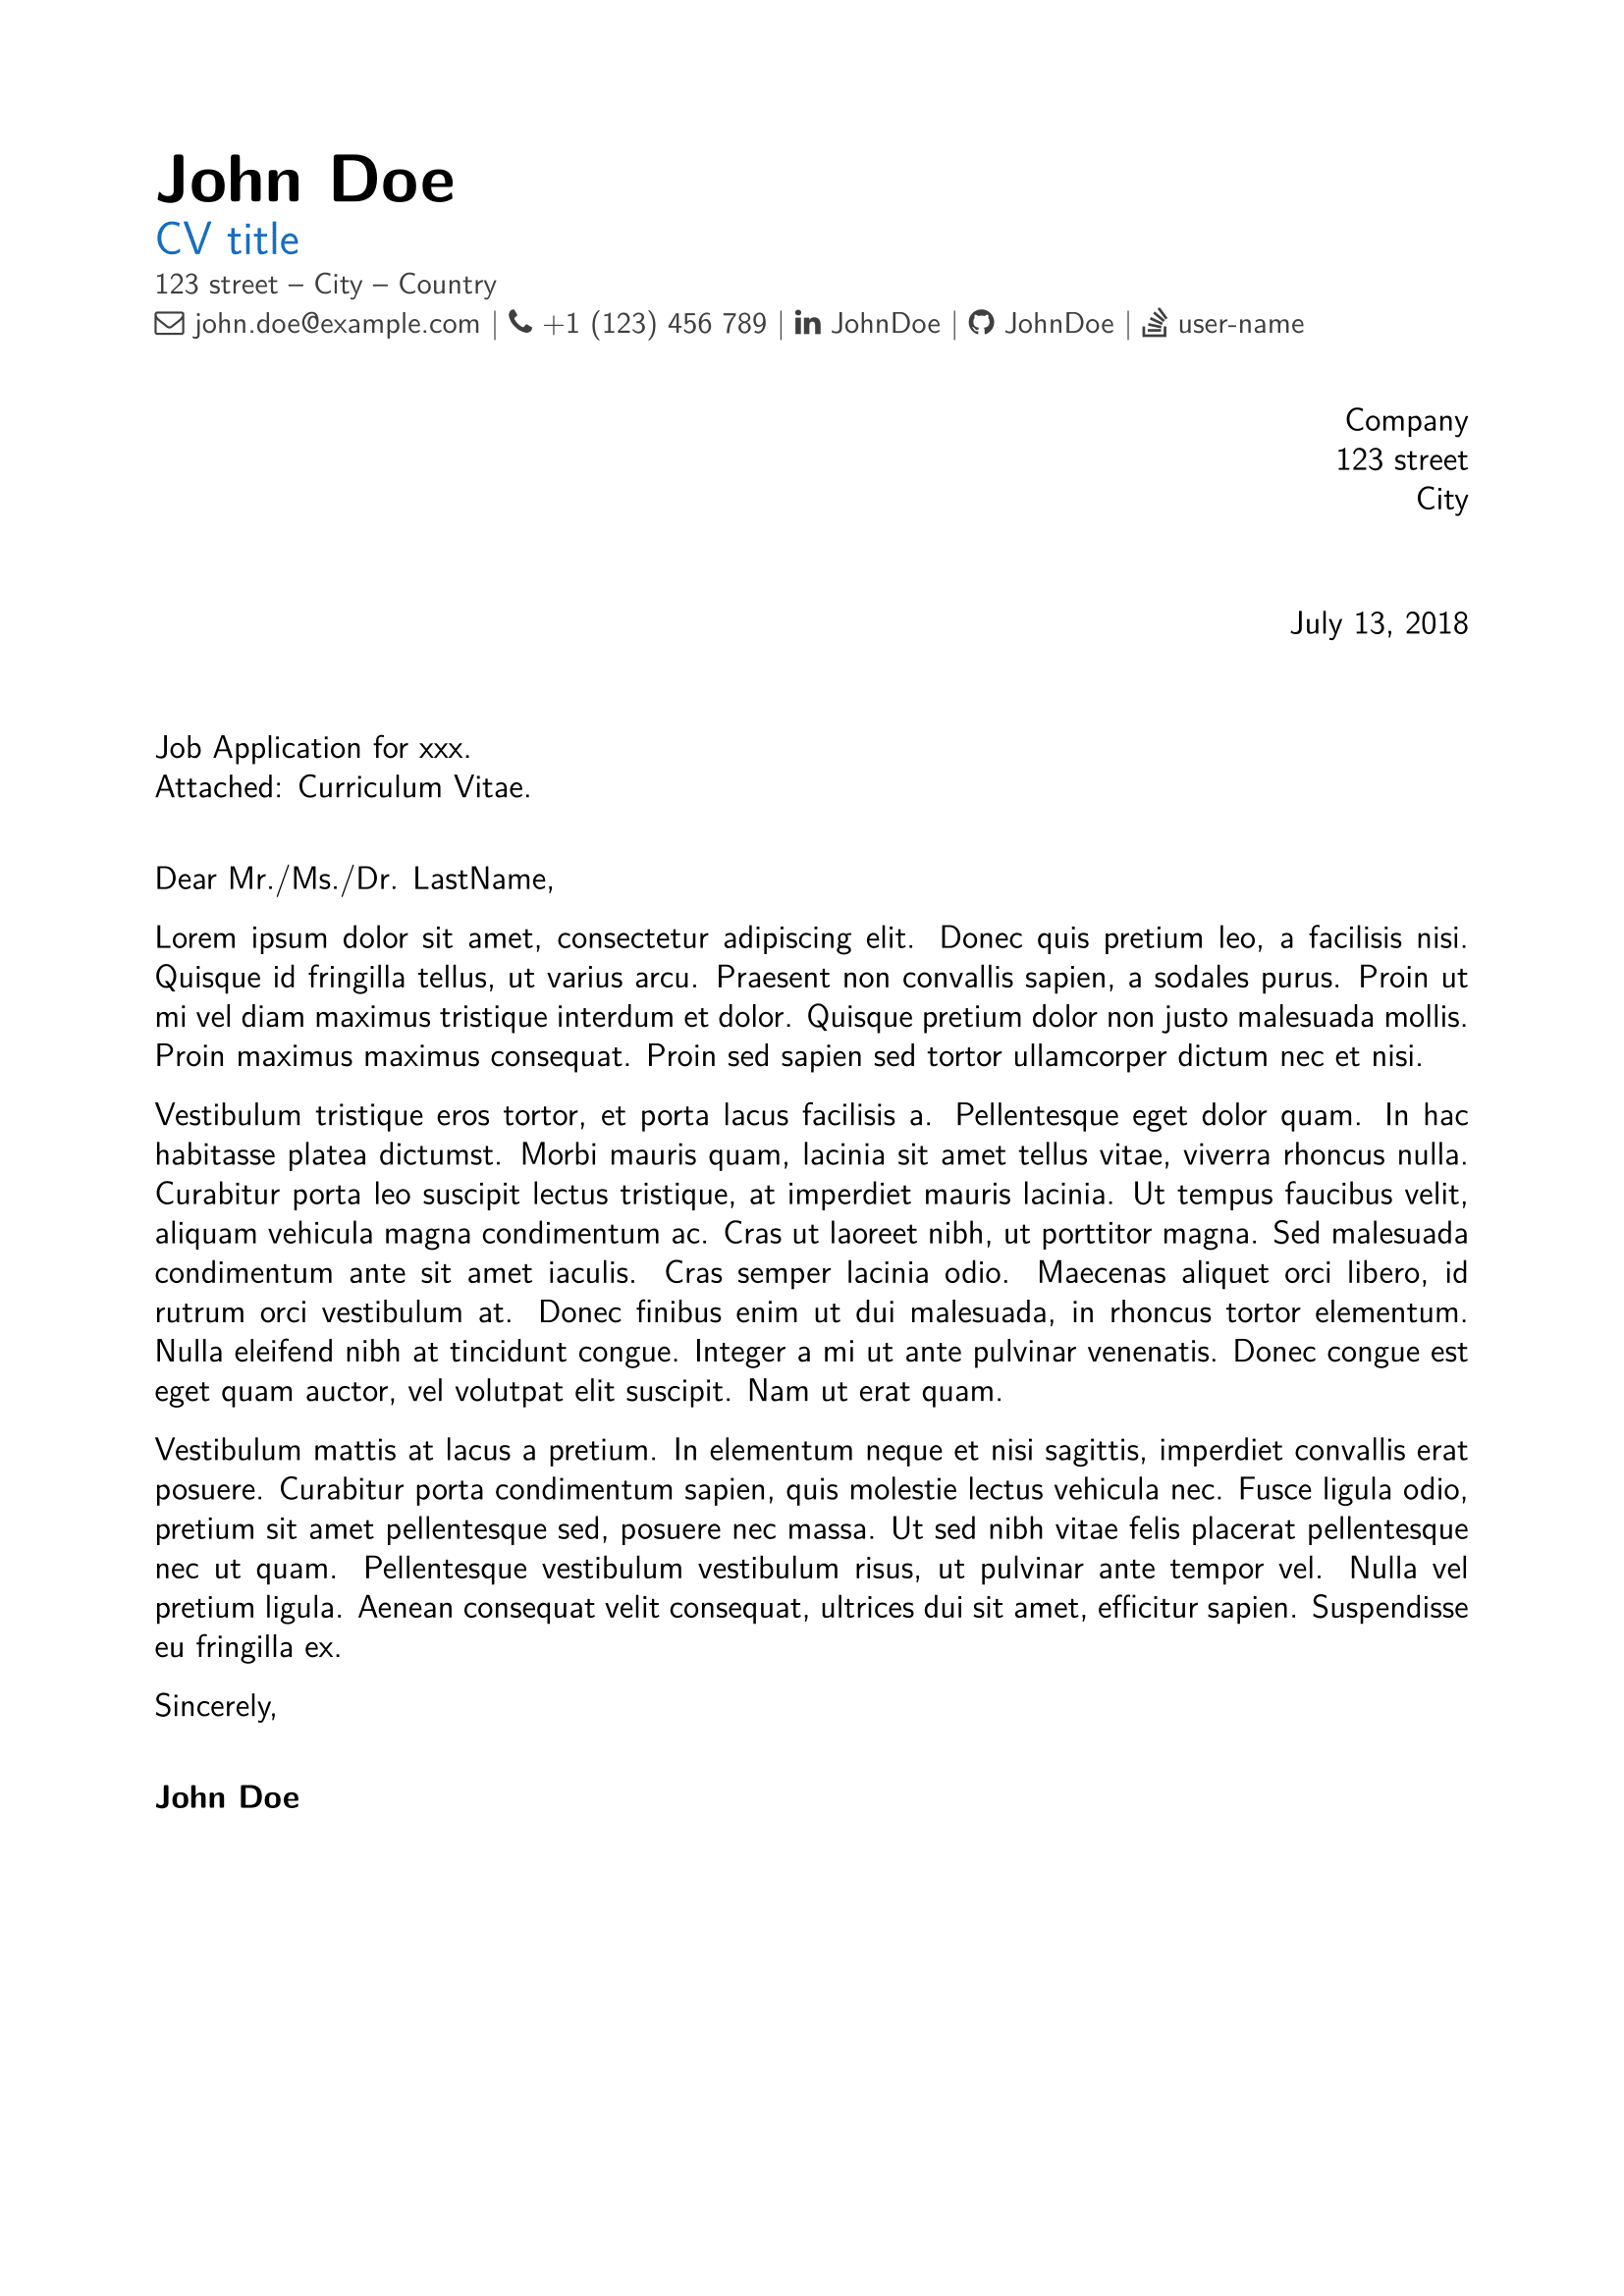 John Doe
CV title
123 street – City – Country
john.doe@example.com | +1 (123) 456 789 | JohnDoe | JohnDoe | user-name
Company
123 street
City
July 13, 2018
Job Application for xxx.
Attached: Curriculum Vitae.
Dear Mr./Ms./Dr. LastName,
Lorem ipsum dolor sit amet, consectetur adipiscing elit. Donec quis pretium leo, a facilisis nisi.
Quisque id fringilla tellus, ut varius arcu. Praesent non convallis sapien, a sodales purus. Proin ut
mi vel diam maximus tristique interdum et dolor. Quisque pretium dolor non justo malesuada mollis.
Proin maximus maximus consequat. Proin sed sapien sed tortor ullamcorper dictum nec et nisi.
Vestibulum tristique eros tortor, et porta lacus facilisis a. Pellentesque eget dolor quam. In hac
habitasse platea dictumst. Morbi mauris quam, lacinia sit amet tellus vitae, viverra rhoncus nulla.
Curabitur porta leo suscipit lectus tristique, at imperdiet mauris lacinia. Ut tempus faucibus velit,
aliquam vehicula magna condimentum ac. Cras ut laoreet nibh, ut porttitor magna. Sed malesuada
condimentum ante sit amet iaculis. Cras semper lacinia odio. Maecenas aliquet orci libero, id
rutrum orci vestibulum at. Donec finibus enim ut dui malesuada, in rhoncus tortor elementum.
Nulla eleifend nibh at tincidunt congue. Integer a mi ut ante pulvinar venenatis. Donec congue est
eget quam auctor, vel volutpat elit suscipit. Nam ut erat quam.
Vestibulum mattis at lacus a pretium. In elementum neque et nisi sagittis, imperdiet convallis erat
posuere. Curabitur porta condimentum sapien, quis molestie lectus vehicula nec. Fusce ligula odio,
pretium sit amet pellentesque sed, posuere nec massa. Ut sed nibh vitae felis placerat pellentesque
nec ut quam. Pellentesque vestibulum vestibulum risus, ut pulvinar ante tempor vel. Nulla vel
pretium ligula. Aenean consequat velit consequat, ultrices dui sit amet, efficitur sapien. Suspendisse
eu fringilla ex.
Sincerely,
John Doe